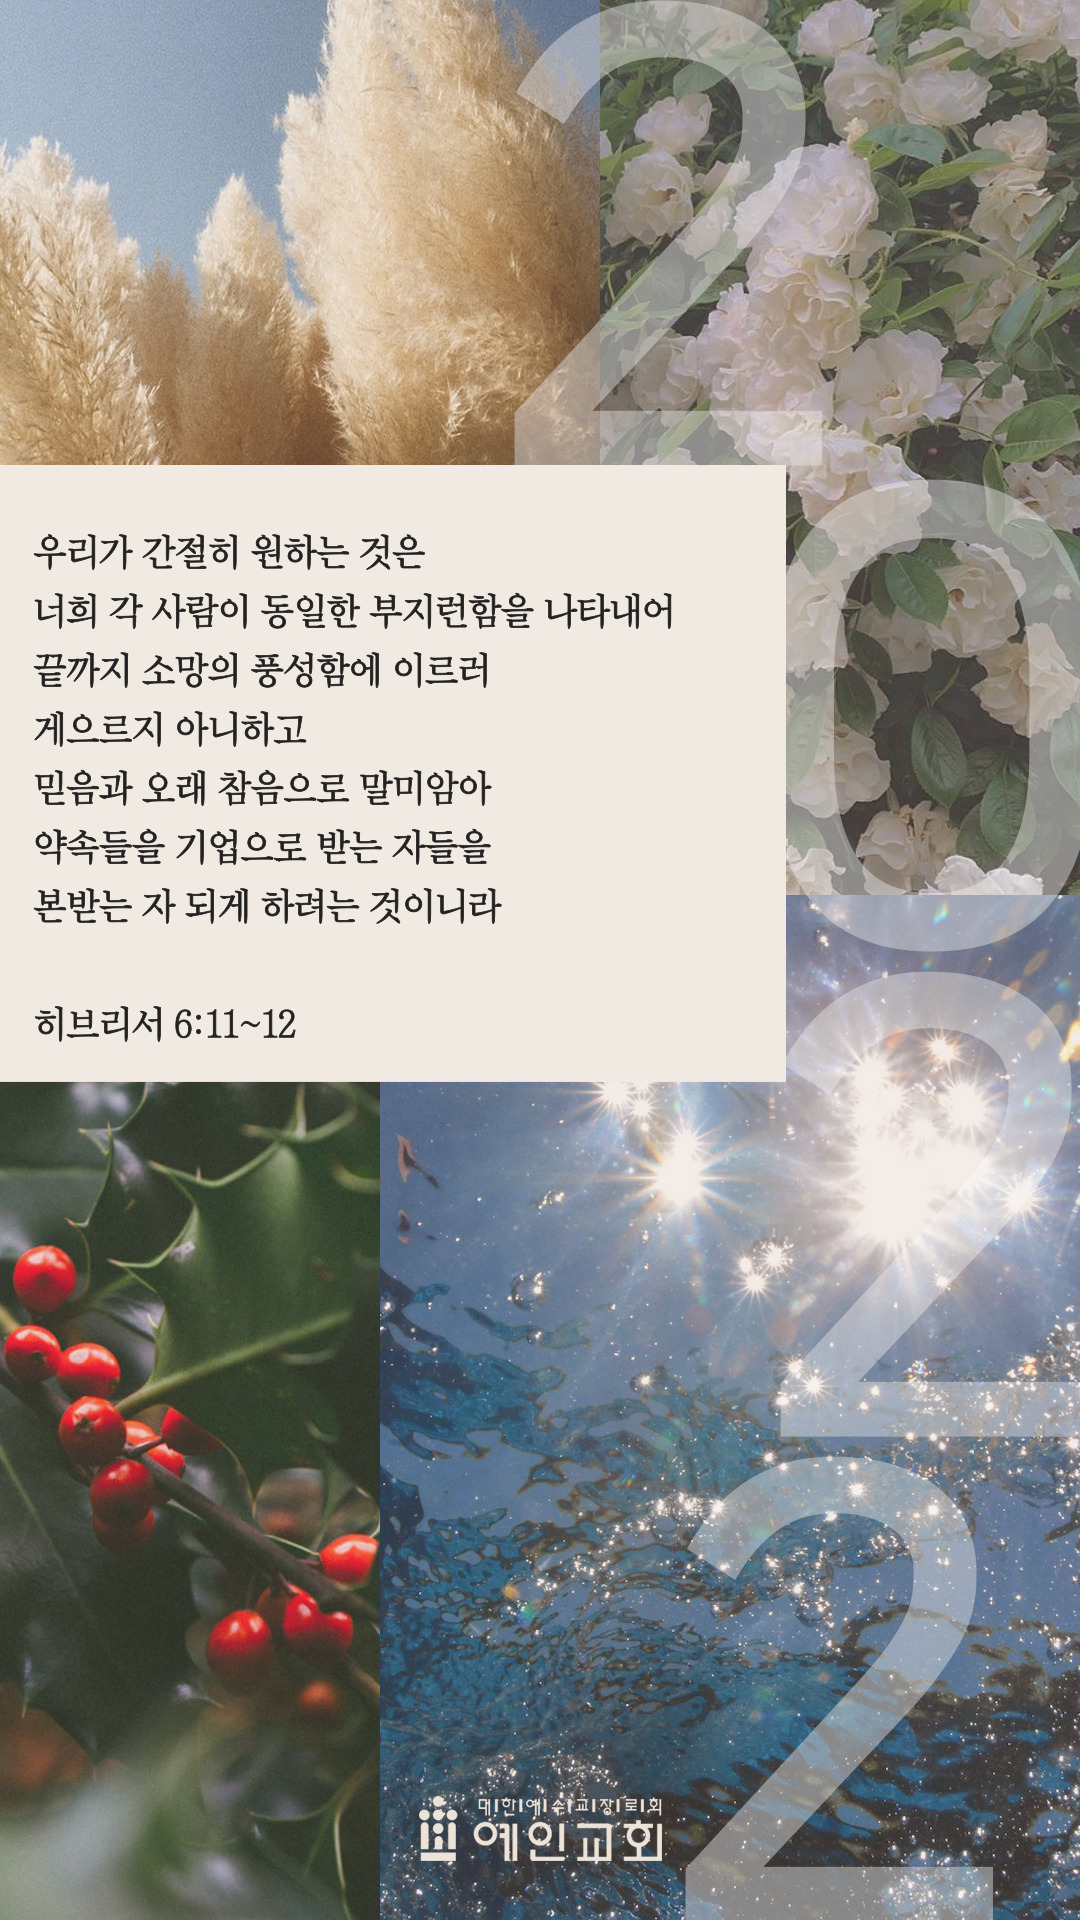 2
0
2
2
우리가 간절히 원하는 것은
너희 각 사람이 동일한 부지런함을 나타내어
끝까지 소망의 풍성함에 이르러
게으르지 아니하고
믿음과 오래 참음으로 말미암아
약속들을 기업으로 받는 자들을
본받는 자 되게 하려는 것이니라
히브리서 6:11~12
대|한|예|수|교|장|로|회
예인교회